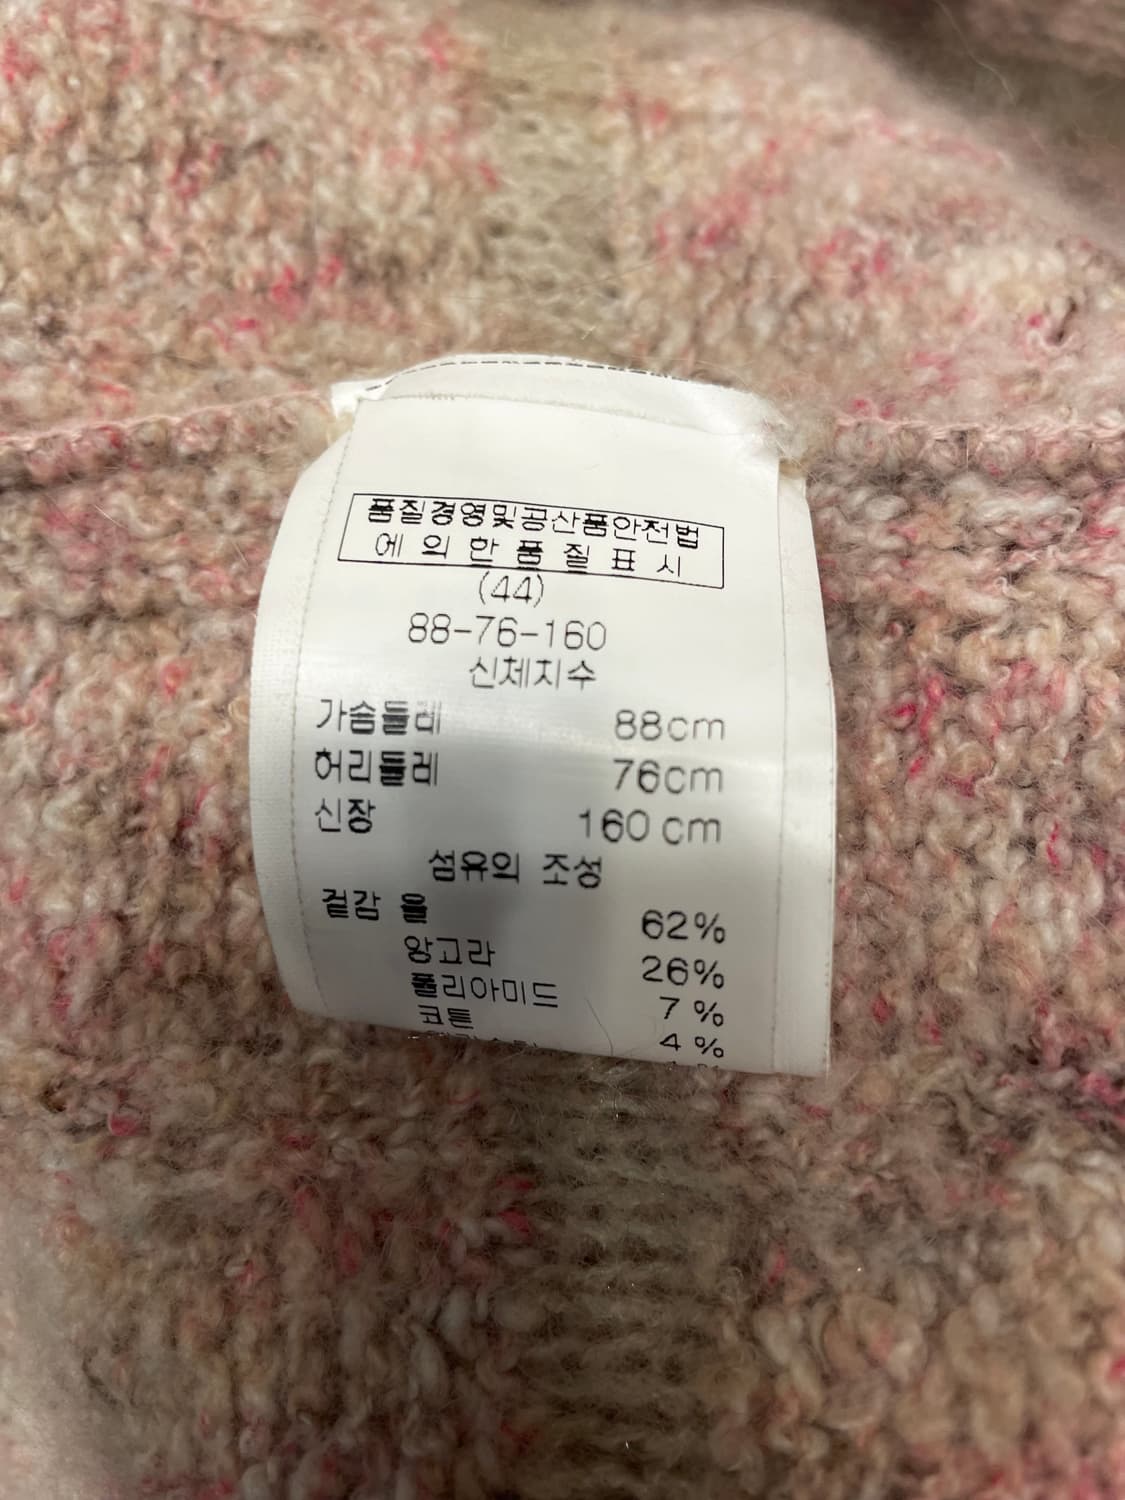 품질경영및공산품안전법
에 의 한 품 질 표 시
(44)
88-76-160
신체치수
가슴둘레 88cm
허리둘레 76cm
신장 160 cm
섬유의 조성
겉감 울 62%
앙고라 26%
폴리아미드 7 %
코튼 4 %